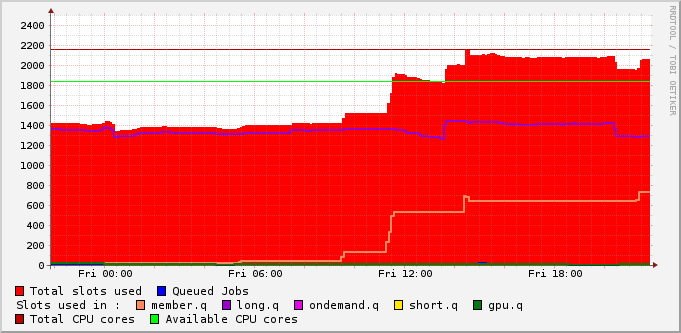 RRDTOOL / TOBI OETIKER
2400
2200
2000
1800
1600
1400
1200
1000
800
600
400
200
0
Fri 00:00 Fri 06:00 Fri 12:00 Fri 18:00
Total slots used Queued Jobs
Slots used in : member.q long.q ondemand.q short.q gpu.q
Total CPU cores Available CPU cores